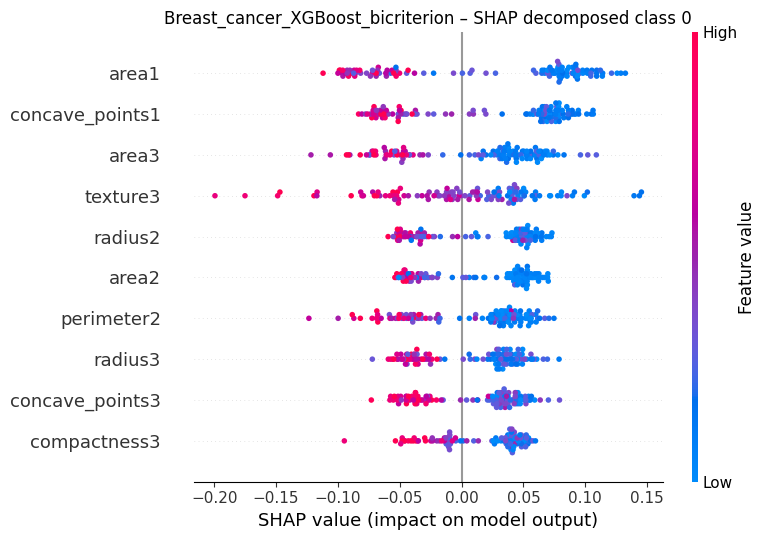 Breast_cancer_XGBoost_bicriterion – SHAP decomposed class 0
High
area1
concave_points1
area3
texture3
radius2
area2
perimeter2
radius3
concave_points3
compactness3
Feature value
Low
−0.20 −0.15 −0.10 −0.05 0.00 0.05 0.10 0.15
SHAP value (impact on model output)